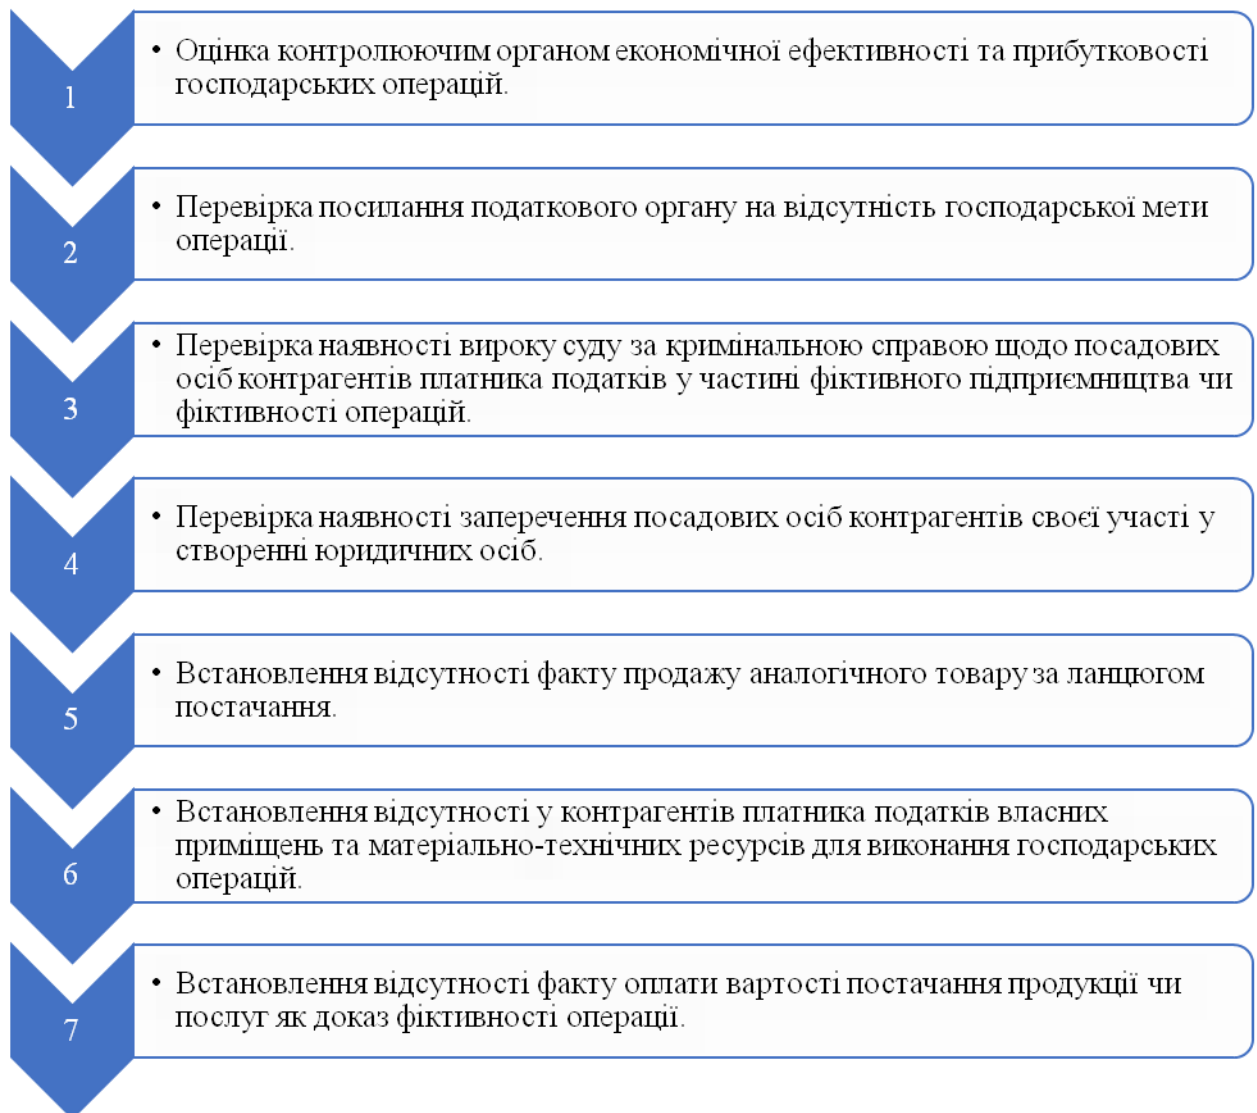 1
• Оцінка контролюючим органом економічної ефективності та прибутковості
господарських операцій.
2
• Перевірка посилання податкового органу на відсутність господарської мети
операції.
3
• Перевірка наявності вироку суду за кримінальною справою щодо посадових
осіб контрагентів платника податків у частині фіктивного підприємництва чи
фіктивності операцій.
4
• Перевірка наявності заперечення посадових осіб контрагентів своєї участі у
створенні юридичних осіб.
5
• Встановлення відсутності факту продажу аналогічного товару за ланцюгом
постачання.
6
• Встановлення відсутності у контрагентів платника податків власних
приміщень та матеріально-технічних ресурсів для виконання господарських
операцій.
7
• Встановлення відсутності факту оплати вартості постачання продукції чи
послуг як доказ фіктивності операції.